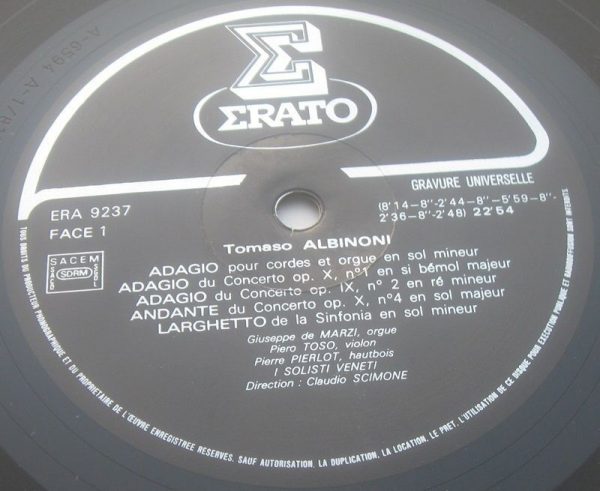 Σ
ΣRATO
GRAVURE UNIVERSELLE
(8'14-8"-2'44-8"-5'59-8"-
2'36-8"-2'48) 22'54
ERA 9237
FACE 1
SACEM
SDRM
SACD
SGDL
Tomaso ALBINONI
ADAGIO pour cordes et orgue en sol mineur
ADAGIO du Concerto op. X, n°1 en si bémol majeur
ADAGIO du Concerto op. IX, n° 2 en ré mineur
ANDANTE du Concerto op. X, n°4 en sol majeur
LARGHETTO de la Sinfonia en sol mineur
Giuseppe de MARZI, orgue
Piero TOSO, violon
Pierre PIERLOT, hautbois
I SOLISTI VENETI
Direction : Claudio SCIMONE
TOUS DROITS DU PRODUCTEUR PHONOGRAPHIQUE ET DU PROPRIETAIRE DE L'ŒUVRE ENREGISTREE RESERVES. SAUF AUTORISATION, LA DUPLICATION, LA LOCATION, LE PRET, L'UTILISATION DE CE DISQUE POUR EXECUTION PUBLIQUE ET RADIODIFFUSION SONT INTERDITS.